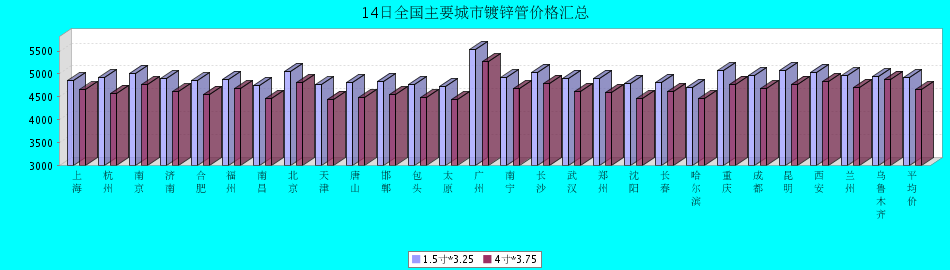 14日全国主要城市镀锌管价格汇总
5500
5000
4500
4000
3500
3000
上海 杭州 南京 济南 合肥 福州 南昌 北京 天津 唐山 邯郸 包头 太原 广州 南宁 长沙 武汉 郑州 沈阳 长春 哈尔滨 重庆 成都 昆明 西安 兰州 乌鲁木齐 平均价
1.5寸*3.25 4寸*3.75